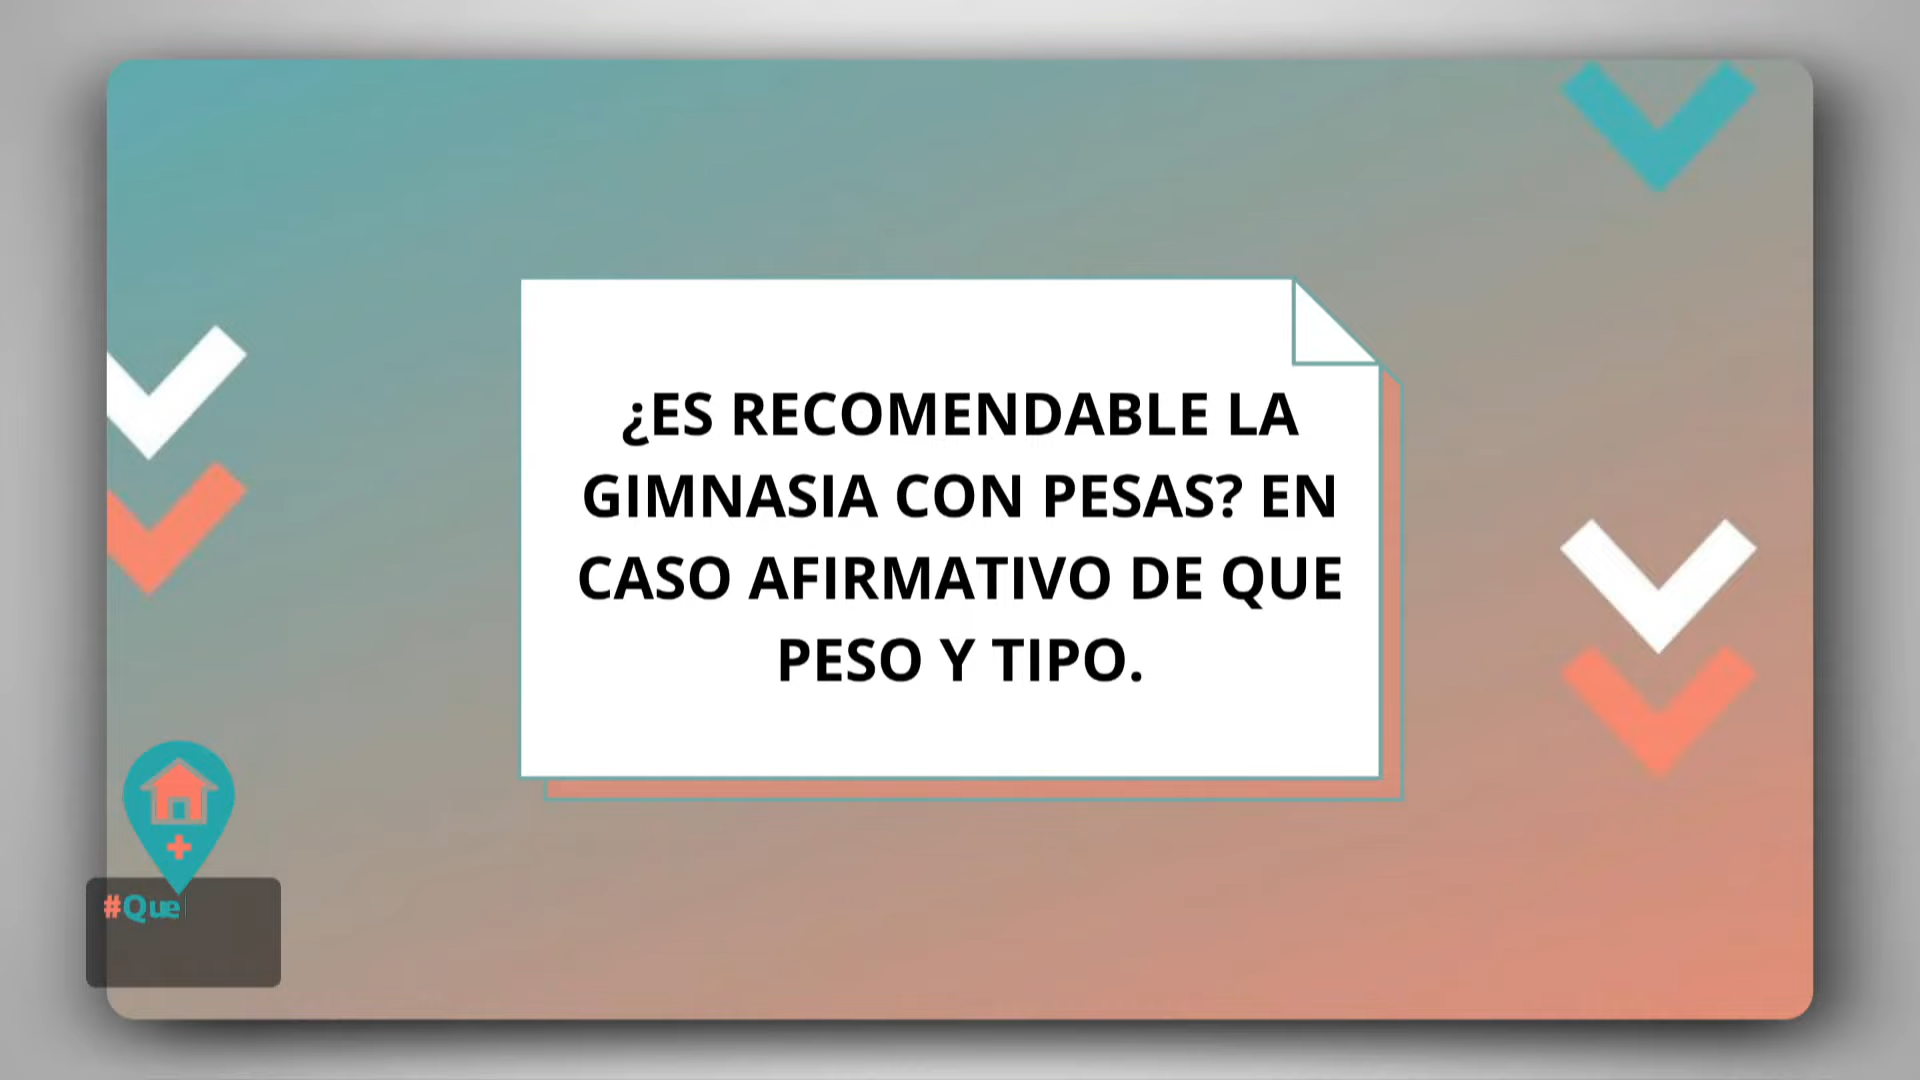 ¿ES RECOMENDABLE LA
GIMNASIA CON PESAS? EN
CASO AFIRMATIVO DE QUE
PESO Y TIPO.
#Que